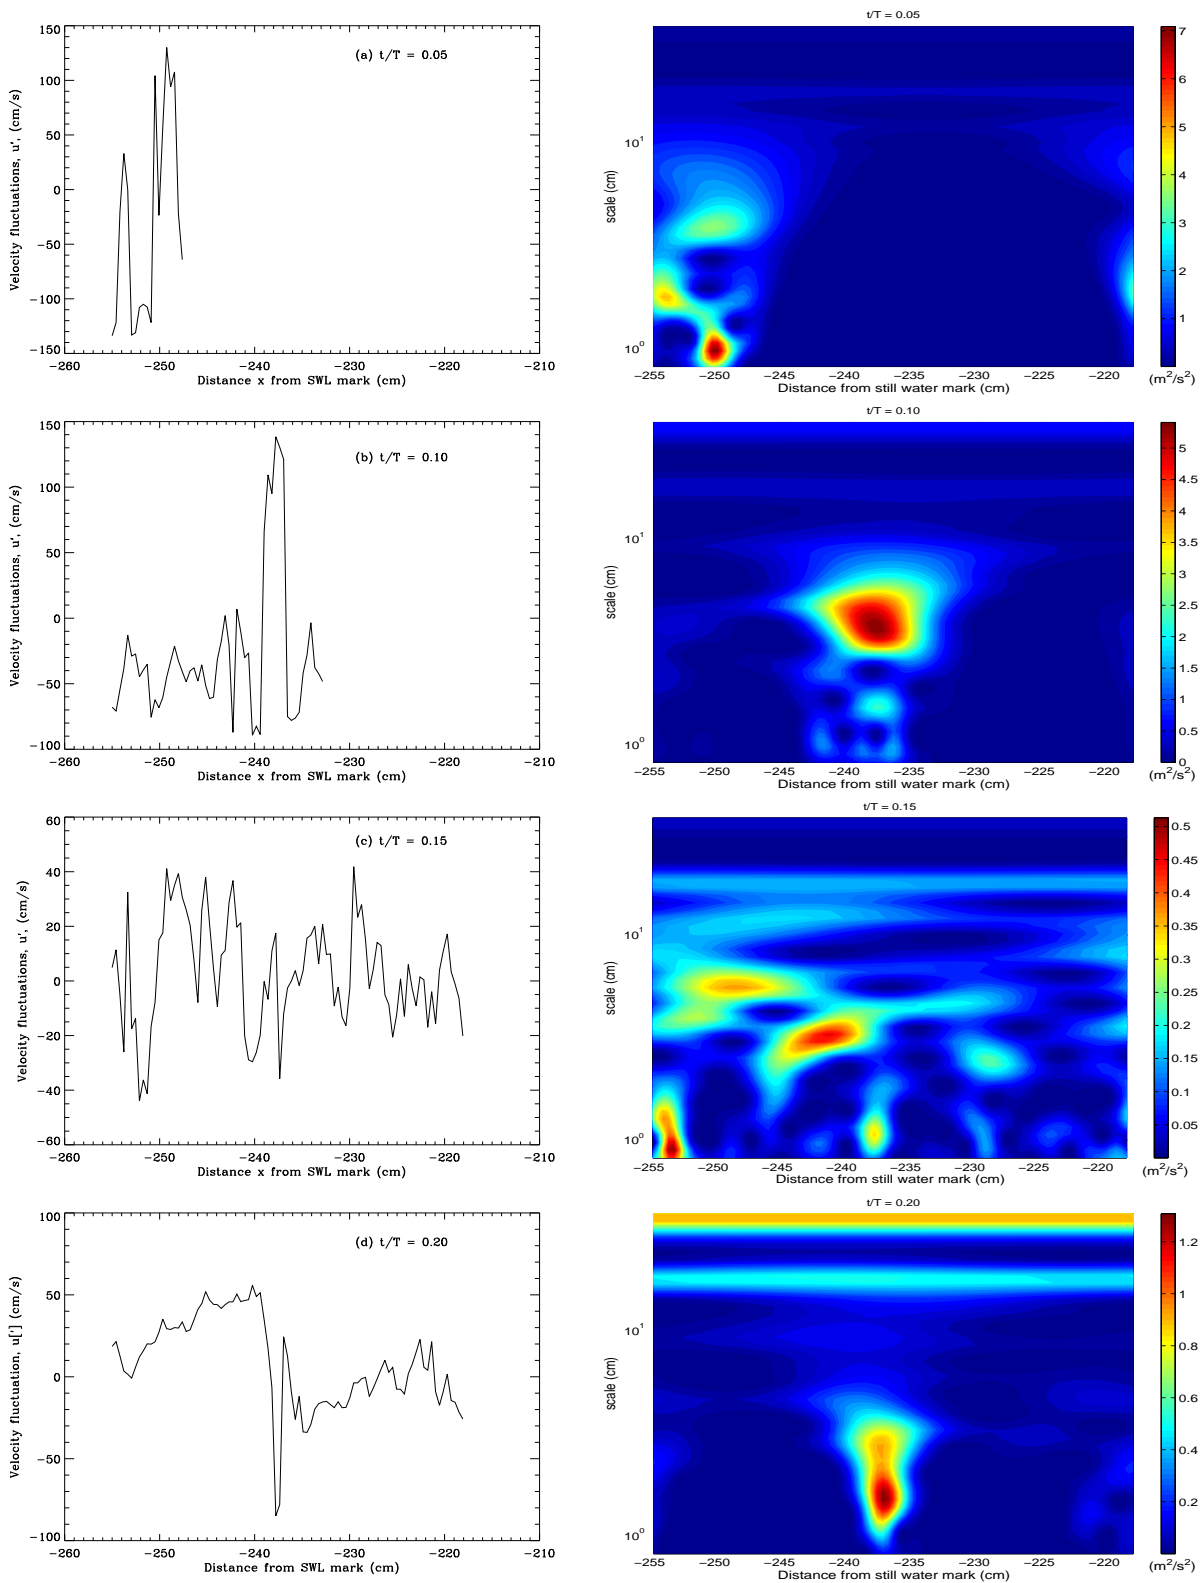 150
100
50
0
−50
−100
−150
−260 −250 −240 −230 −220 −210
Velocity fluctuations, u', (cm/s)
Distance x from SWL mark (cm)
(a) t/T = 0.05
t/T = 0.05
10¹
10⁰
scale (cm)
−255 −250 −245 −240 −235 −230 −225 −220
Distance from still water mark (cm)
7
6
5
4
3
2
1
(m²/s²)
150
100
50
0
−50
−100
−260 −250 −240 −230 −220 −210
Velocity fluctuations, u', (cm/s)
Distance x from SWL mark (cm)
(b) t/T = 0.10
t/T = 0.10
10¹
10⁰
scale (cm)
−255 −250 −245 −240 −235 −230 −225 −220
Distance from still water mark (cm)
5
4.5
4
3.5
3
2.5
2
1.5
1
0.5
0
(m²/s²)
60
40
20
0
−20
−40
−60
−260 −250 −240 −230 −220 −210
Velocity fluctuations, u', (cm/s)
Distance x from SWL mark (cm)
(c) t/T = 0.15
t/T = 0.15
10¹
10⁰
scale (cm)
−255 −250 −245 −240 −235 −230 −225 −220
Distance from still water mark (cm)
0.5
0.45
0.4
0.35
0.3
0.25
0.2
0.15
0.1
0.05
(m²/s²)
100
50
0
−50
−100
−260 −250 −240 −230 −220 −210
Velocity fluctuation, u['] (cm/s)
Distance x from SWL mark (cm)
(d) t/T = 0.20
t/T = 0.20
10¹
10⁰
scale (cm)
−255 −250 −245 −240 −235 −230 −225 −220
Distance from still water mark (cm)
1.2
1
0.8
0.6
0.4
0.2
(m²/s²)